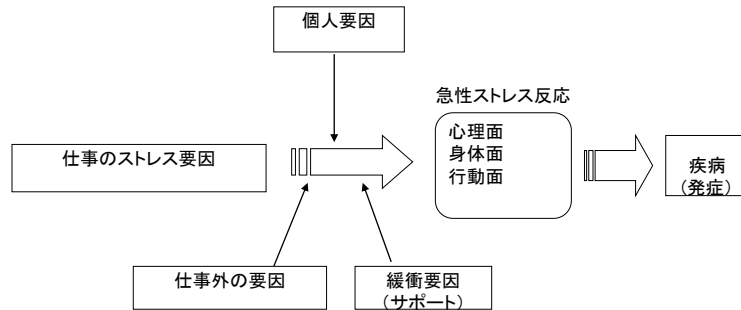 個人要因
急性ストレス反応
心理面
身体面
行動面
仕事のストレス要因
疾病
(発症)
仕事外の要因
緩衝要因
(サポート)